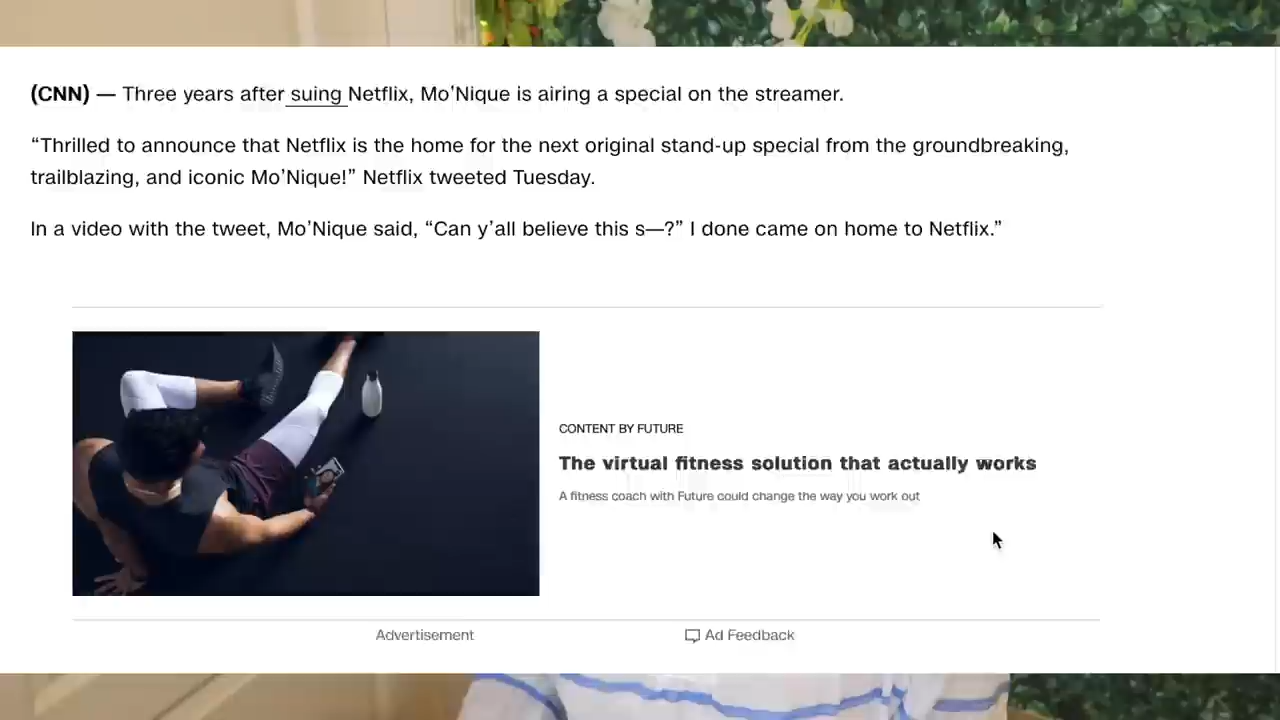 (CNN) — Three years after suing Netflix, Mo’Nique is airing a special on the streamer.
“Thrilled to announce that Netflix is the home for the next original stand-up special from the groundbreaking,
trailblazing, and iconic Mo’Nique!” Netflix tweeted Tuesday.
In a video with the tweet, Mo’Nique said, “Can y’all believe this s—?” I done came on home to Netflix.”
CONTENT BY FUTURE
The virtual fitness solution that actually works
A fitness coach with Future could change the way you work out
Advertisement
Ad Feedback